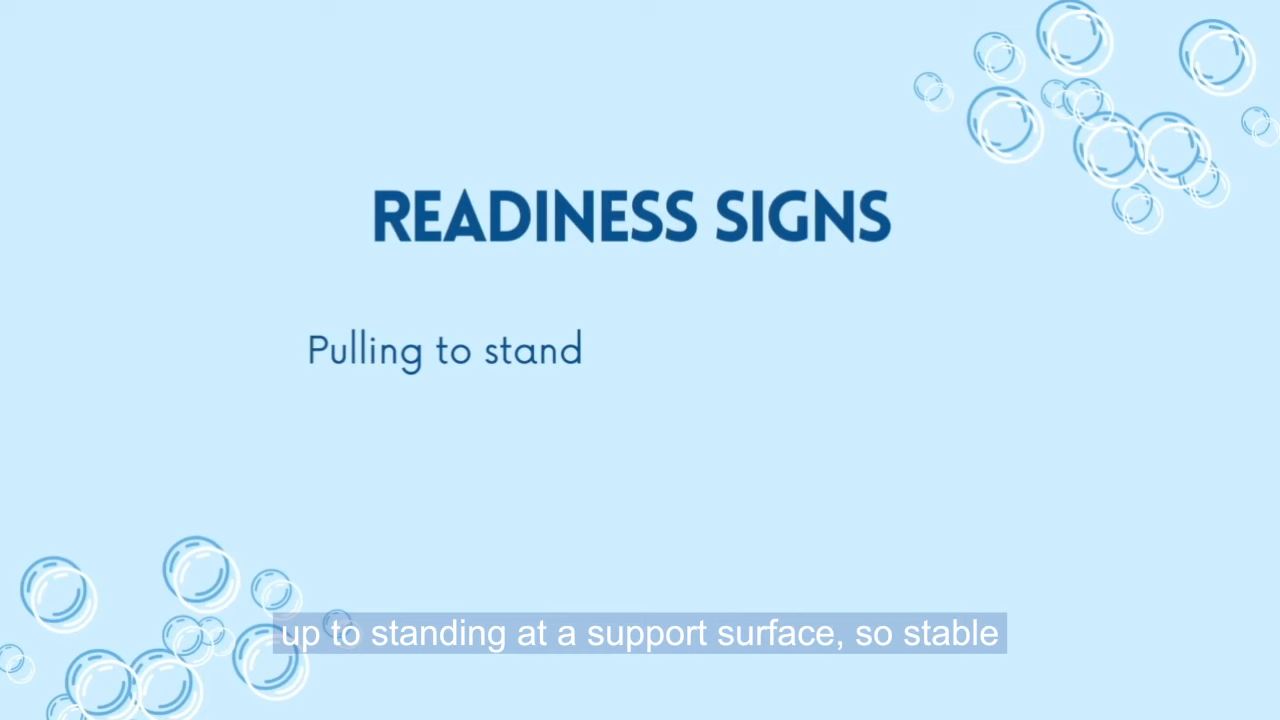 READINESS SIGNS
Pulling to stand
up to standing at a support surface, so stable